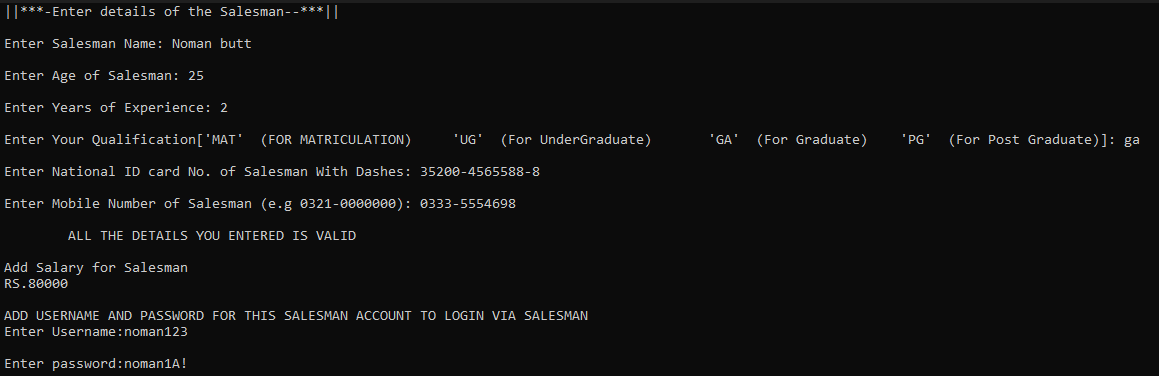 ||***-Enter details of the Salesman--***||
Enter Salesman Name: Noman butt
Enter Age of Salesman: 25
Enter Years of Experience: 2
Enter Your Qualification['MAT'  (FOR MATRICULATION)     'UG'  (For UnderGraduate)       'GA'  (For Graduate)    'PG'  (For Post Graduate)]: ga
Enter National ID card No. of Salesman With Dashes: 35200-4565588-8
Enter Mobile Number of Salesman (e.g 0321-0000000): 0333-5554698
ALL THE DETAILS YOU ENTERED IS VALID
Add Salary for Salesman
RS.80000
ADD USERNAME AND PASSWORD FOR THIS SALESMAN ACCOUNT TO LOGIN VIA SALESMAN
Enter Username:noman123
Enter password:noman1A!